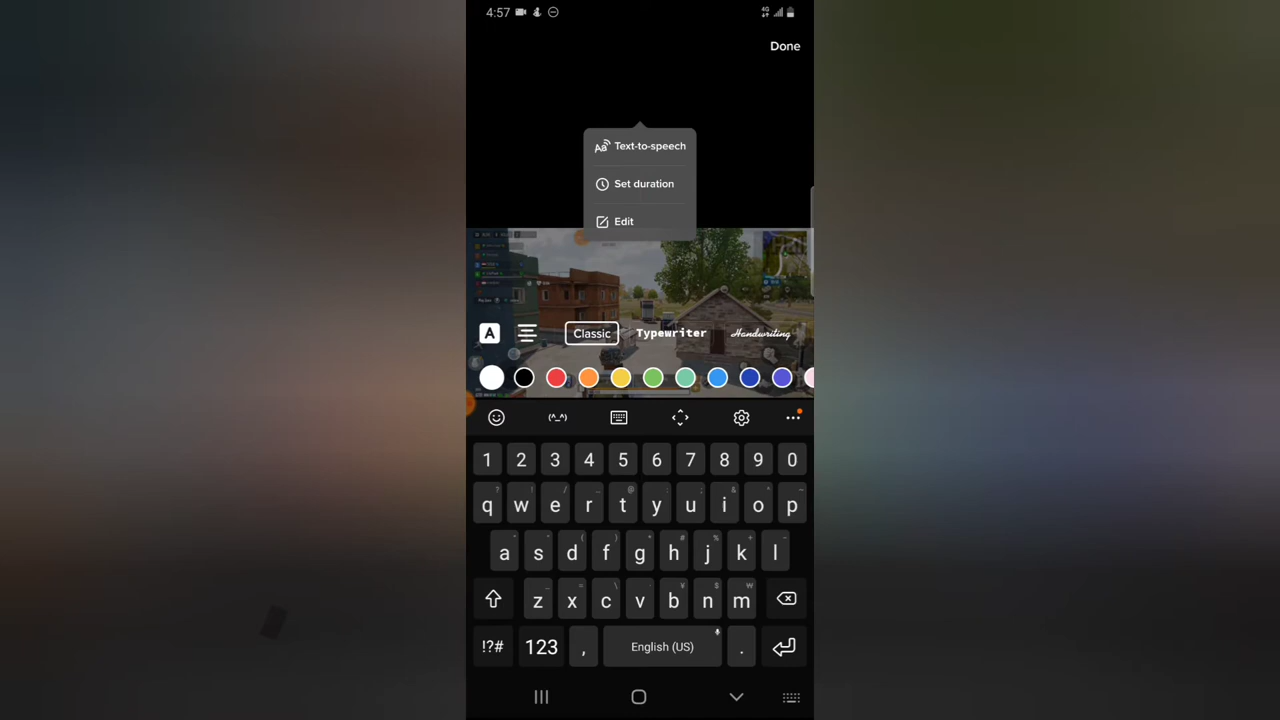 4:57
4G
Done
Text-to-speech
Set duration
Edit
A
Classic
Typewriter
Handwriting
(^_^)
1 2 3 4 5 6 7 8 9 0
q w e r t y u i o p
a s d f g h j k l
z x c v b n m
!?# 123 , English (US) .